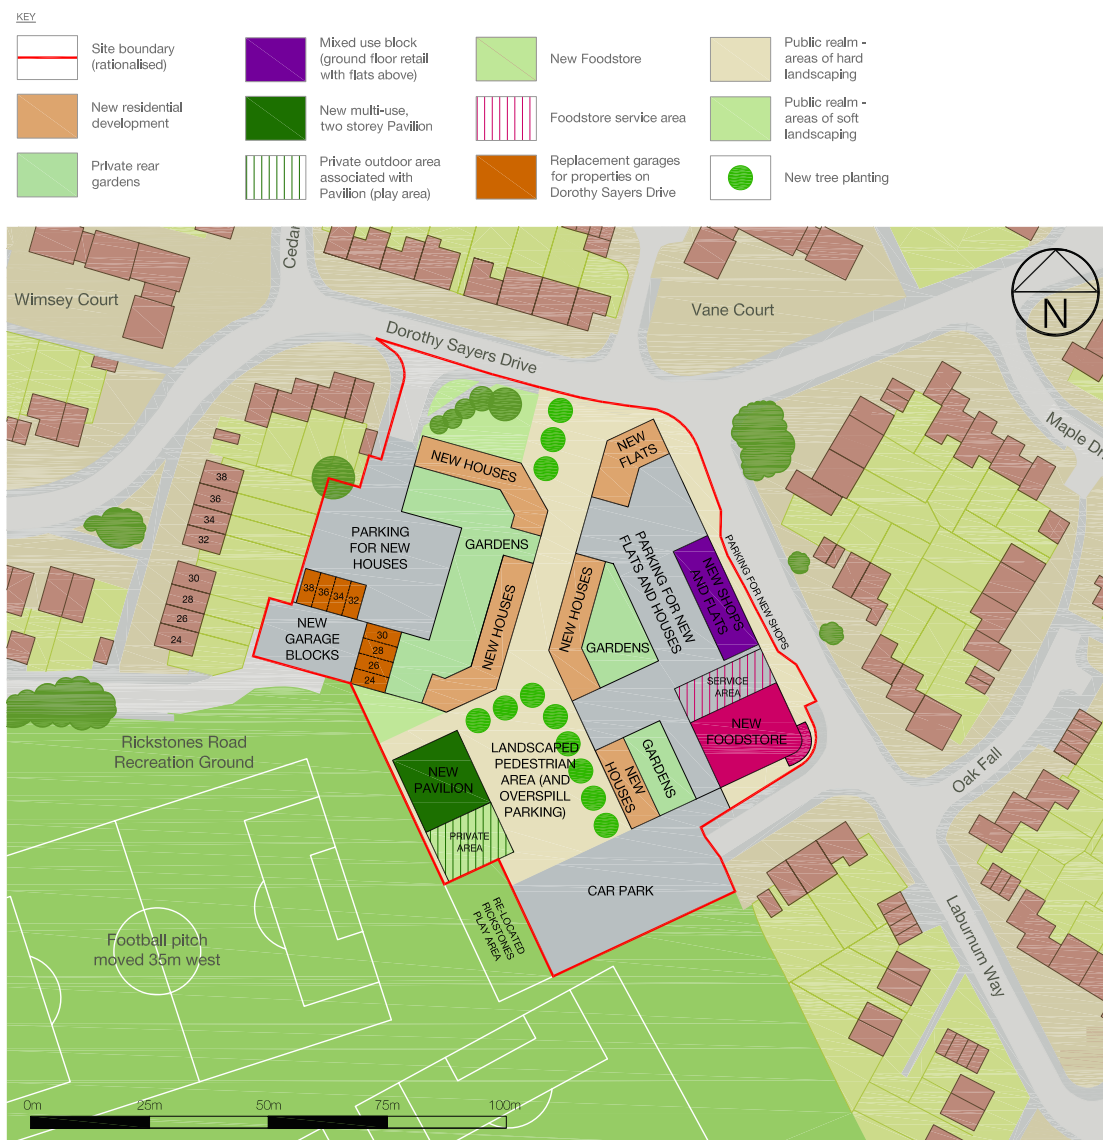 KEY
Site boundary
(rationalised)
New residential
development
Private rear
gardens
Mixed use block
(ground floor retail
with flats above)
New multi-use,
two storey Pavilion
Private outdoor area
associated with
Pavilion (play area)
New Foodstore
Foodstore service area
Replacement garages
for properties on
Dorothy Sayers Drive
Public realm -
areas of hard
landscaping
Public realm -
areas of soft
landscaping
New tree planting
Cedar
Wimsey Court
Vane Court
N
Dorothy Sayers Drive
Maple Dr
NEW
FLATS
NEW HOUSES
38
36
34
32
PARKING
FOR NEW
HOUSES
GARDENS
PARKING FOR NEW
FLATS AND HOUSES
PARKING FOR NEW SHOPS
NEW SHOPS
AND FLATS
30
28
26
24
38
36
34
32
NEW
GARAGE
BLOCKS
30
28
26
24
NEW HOUSES
NEW HOUSES
GARDENS
SERVICE
AREA
NEW
FOODSTORE
Rickstones Road
Recreation Ground
LANDSCAPED
PEDESTRIAN
AREA (AND
OVERSPILL
PARKING)
NEW
PAVILION
PRIVATE
AREA
NEW
HOUSES
GARDENS
Oak Fall
CAR PARK
RE-LOCATED
RICKSTONES
PLAY AREA
Football pitch
moved 35m west
Laburnum Way
0m
25m
50m
75m
100m